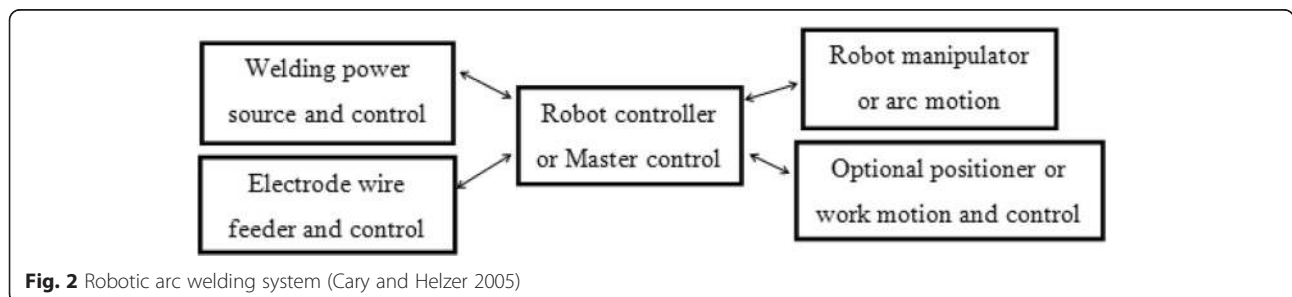 Welding power
source and control
Electrode wire
feeder and control
Robot controller
or Master control
Robot manipulator
or arc motion
Optional positioner or
work motion and control
Fig. 2 Robotic arc welding system (Cary and Helzer 2005)